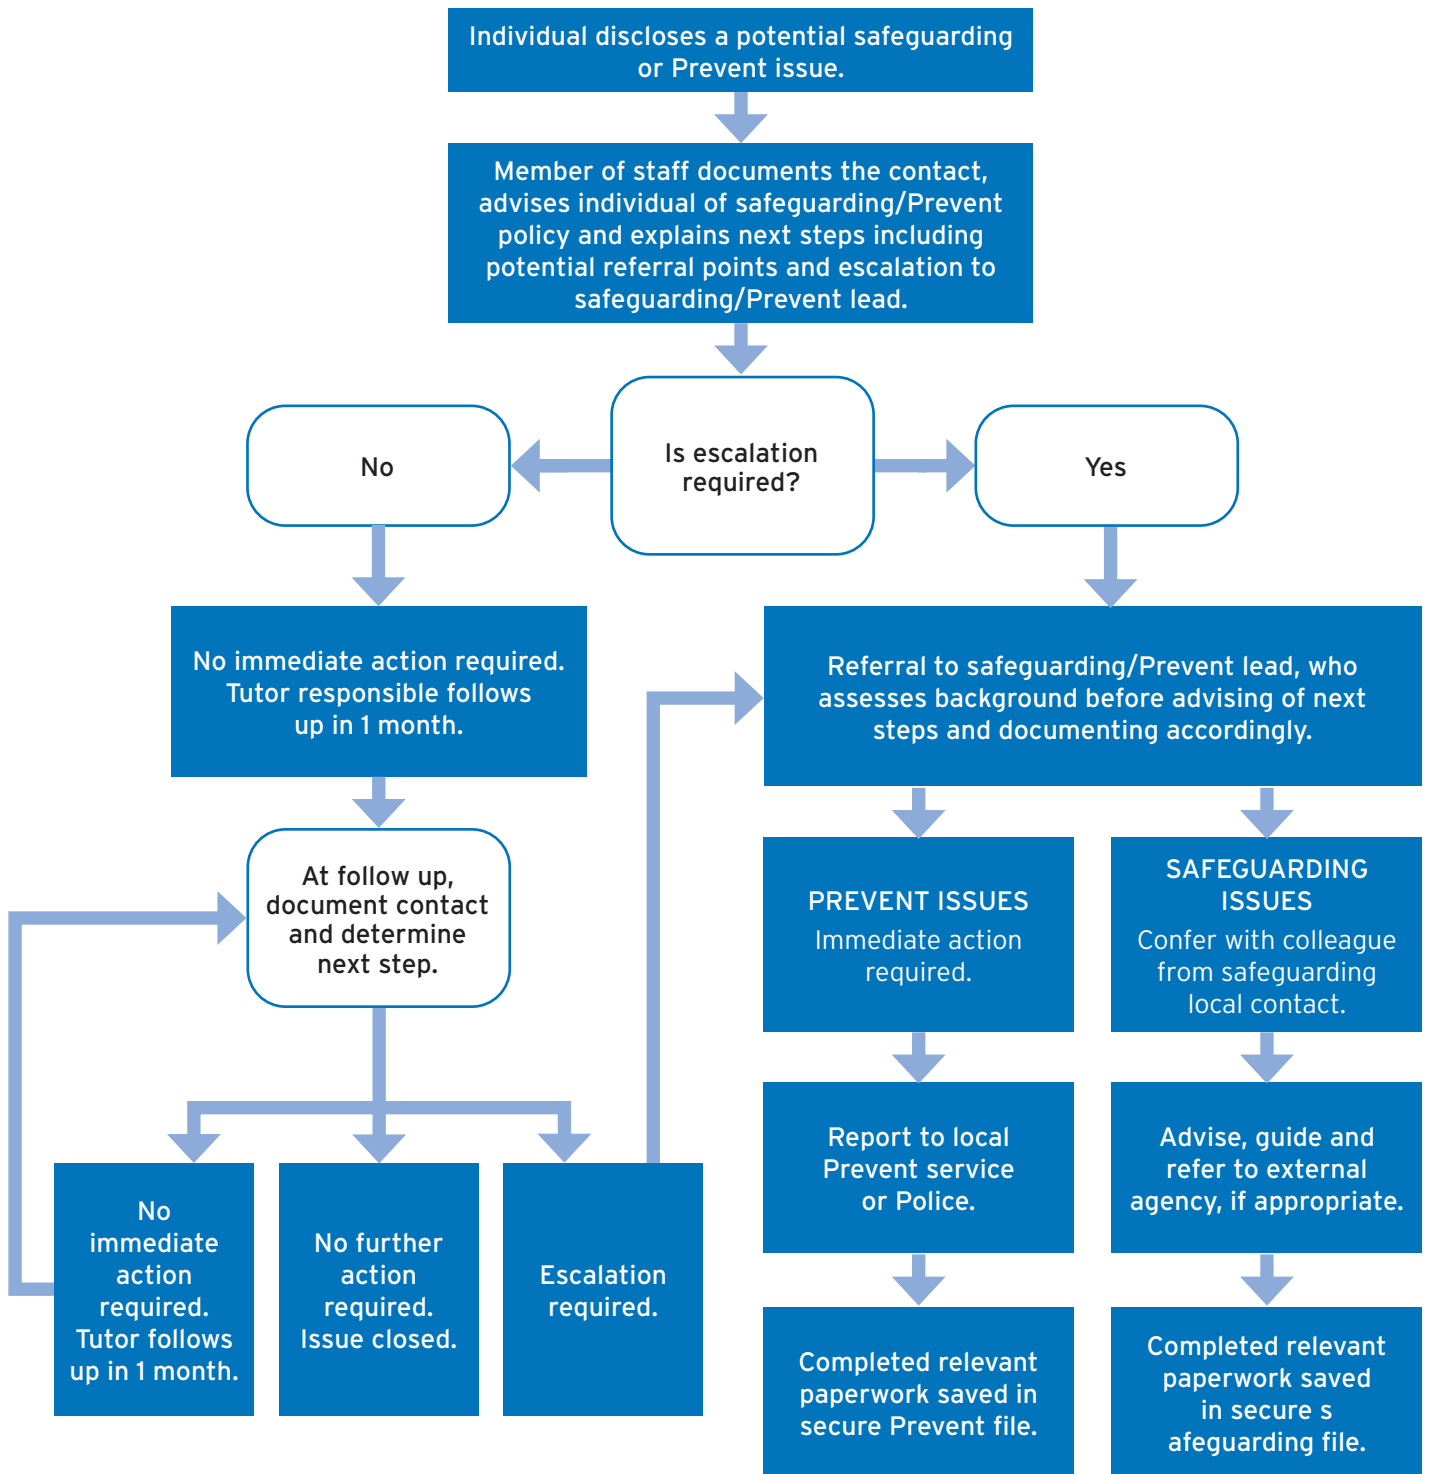 Individual discloses a potential safeguarding
or Prevent issue.
Member of staff documents the contact,
advises individual of safeguarding/Prevent
policy and explains next steps including
potential referral points and escalation to
safeguarding/Prevent lead.
Is escalation
required?
No
Yes
No immediate action required.
Tutor responsible follows
up in 1 month.
Referral to safeguarding/Prevent lead, who
assesses background before advising of next
steps and documenting accordingly.
At follow up,
document contact
and determine
next step.
PREVENT ISSUES
Immediate action
required.
SAFEGUARDING
ISSUES
Confer with colleague
from safeguarding
local contact.
Report to local
Prevent service
or Police.
Advise, guide and
refer to external
agency, if appropriate.
No
immediate
action
required.
Tutor follows
up in 1 month.
No further
action
required.
Issue closed.
Escalation
required.
Completed relevant
paperwork saved in
secure Prevent file.
Completed relevant
paperwork saved
in secure s
afeguarding file.